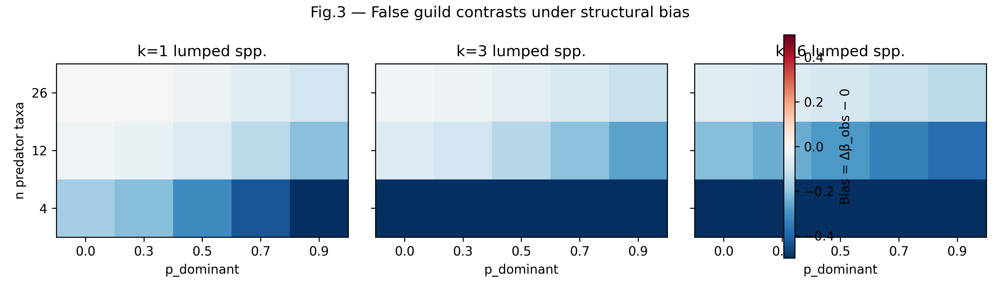 Fig.3 — False guild contrasts under structural bias
k=1 lumped spp.
k=3 lumped spp.
k 6 lumped spp.
n predator taxa
26
12
4
0.0 0.3 0.5 0.7 0.9
p_dominant
0.0 0.3 0.5 0.7 0.9
p_dominant
0.0 0. 0.5 0.7 0.9
p_dominant
0.4
0.2
0.0
−0.2
−0.4
Bias = Δβ_obs − 0